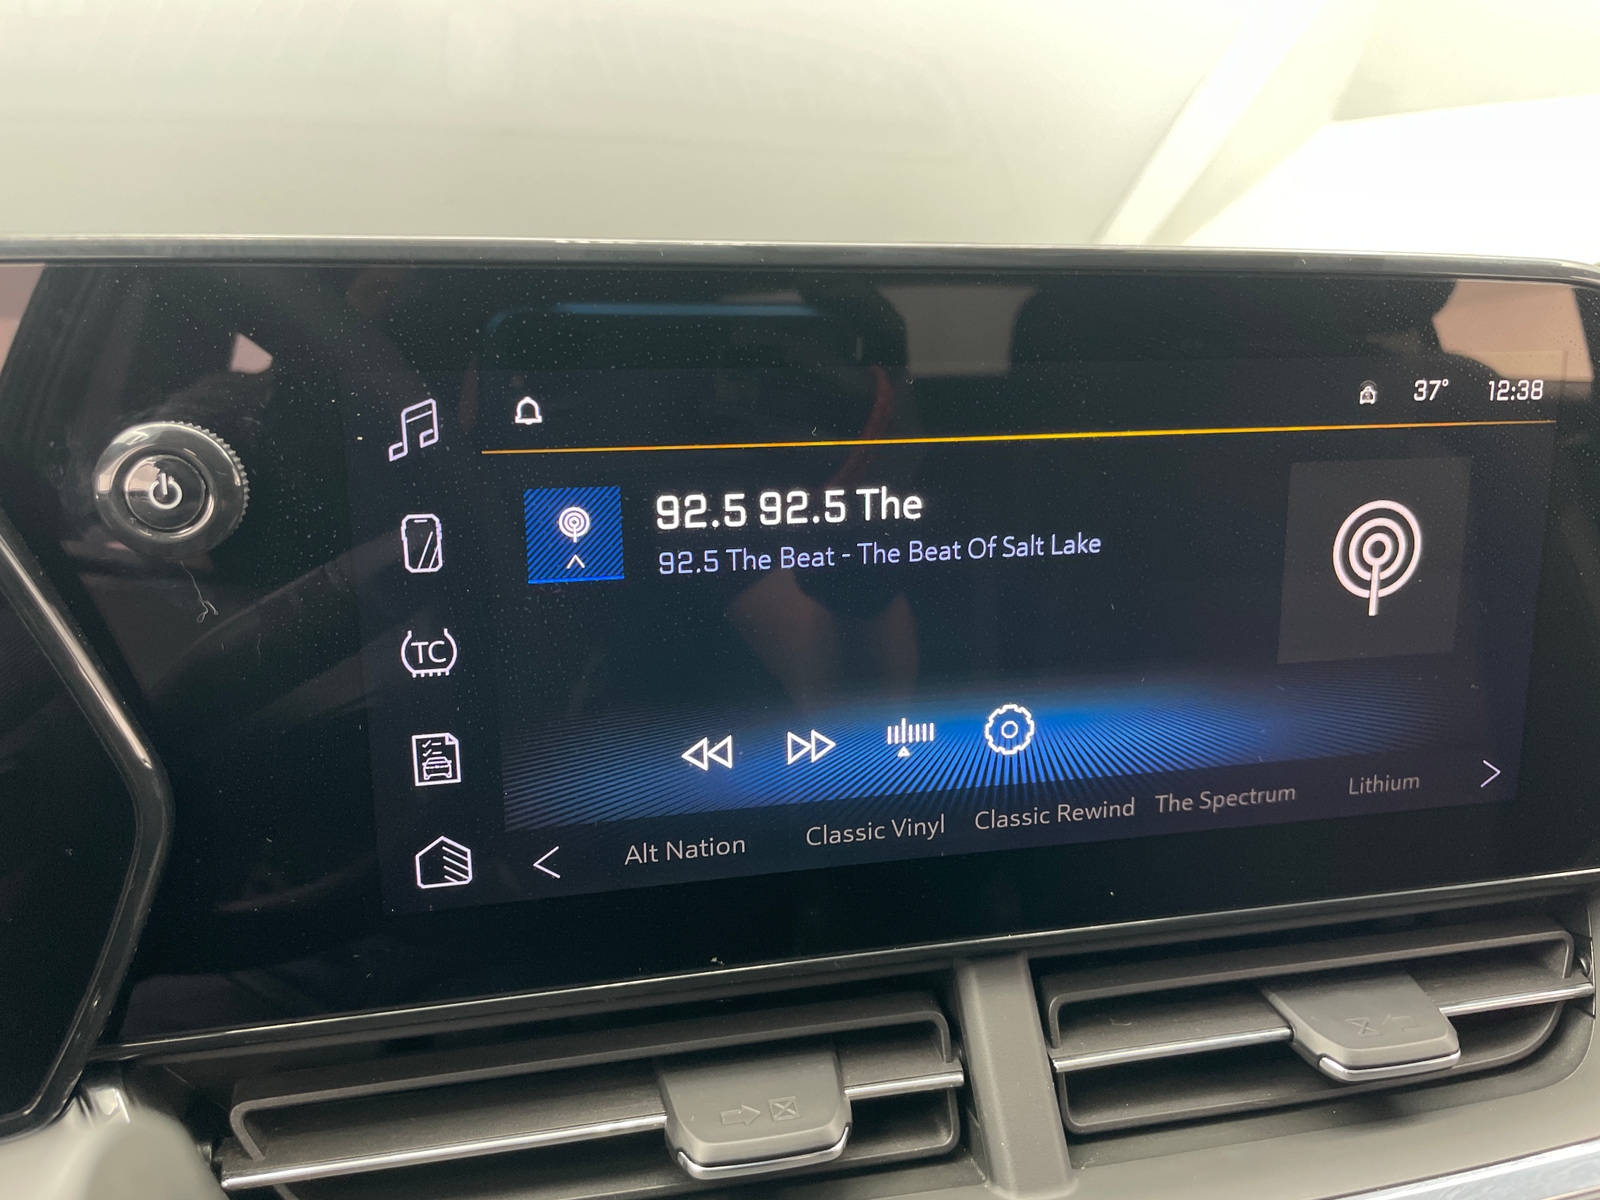 37° 12:38
92.5 92.5 The
92.5 The Beat - The Beat Of Salt Lake
TC
Alt Nation Classic Vinyl Classic Rewind The Spectrum Lithium